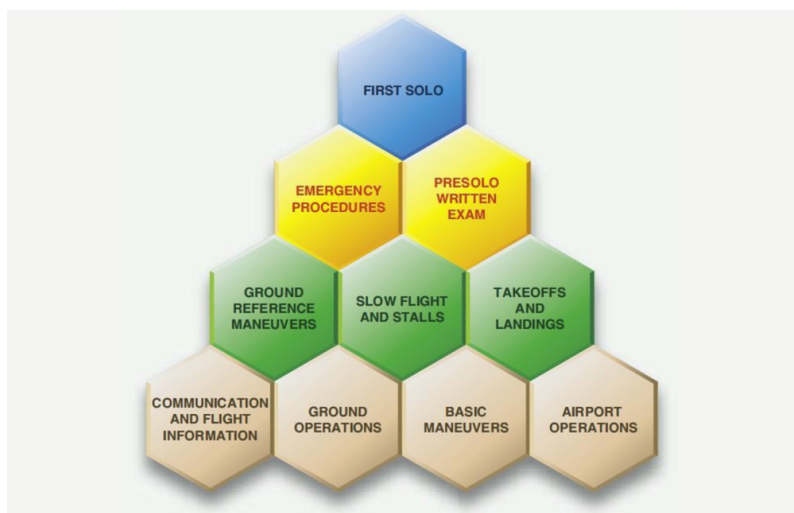 FIRST SOLO
EMERGENCY
PROCEDURES
PRESOLO
WRITTEN
EXAM
GROUND
REFERENCE
MANEUVERS
SLOW FLIGHT
AND STALLS
TAKEOFFS
AND
LANDINGS
COMMUNICATION
AND FLIGHT
INFORMATION
GROUND
OPERATIONS
BASIC
MANEUVERS
AIRPORT
OPERATIONS